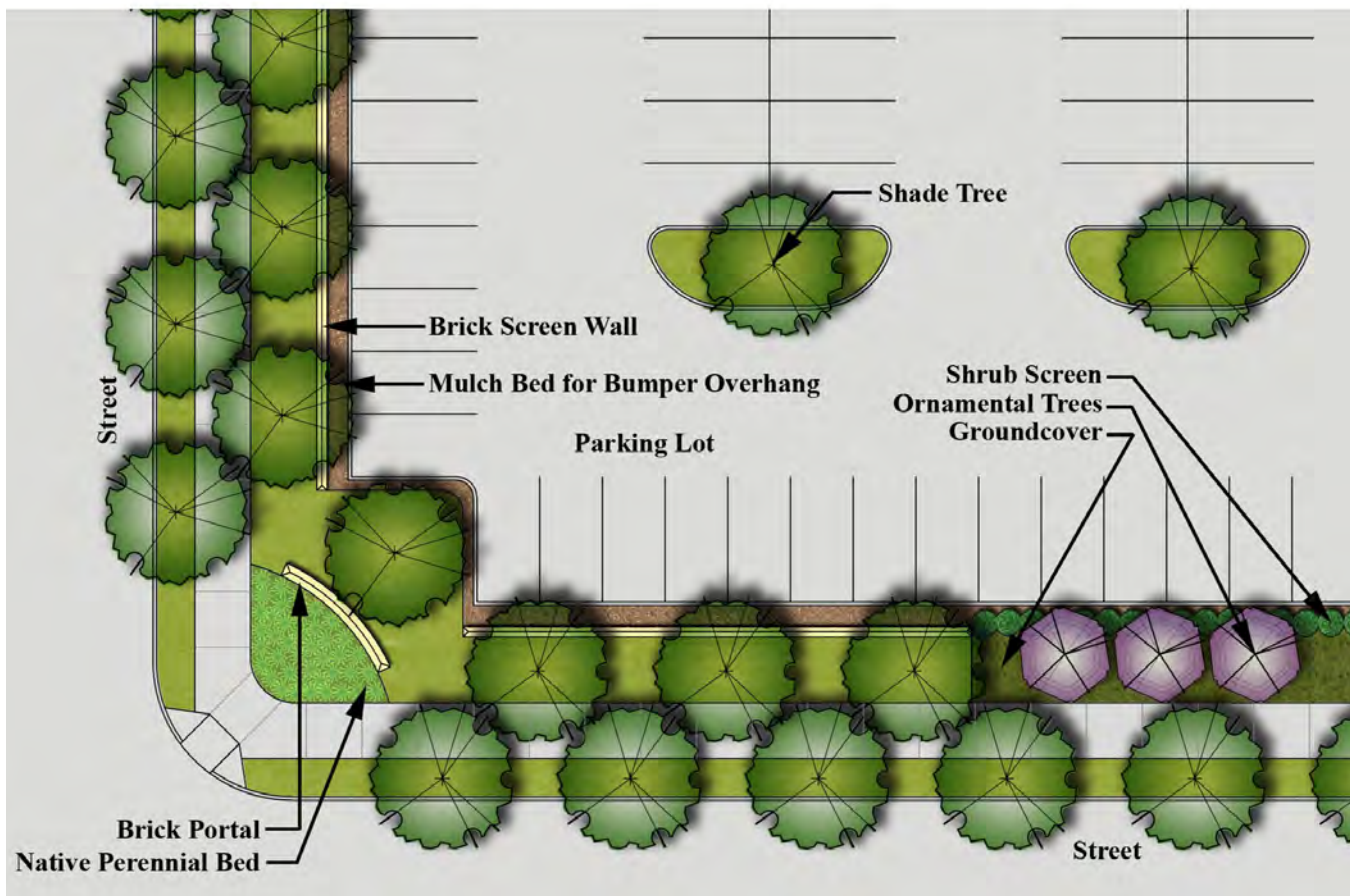 Shade Tree
Brick Screen Wall
Mulch Bed for Bumper Overhang
Street
Shrub Screen
Ornamental Trees
Groundcover
Parking Lot
Brick Portal
Native Perennial Bed
Street